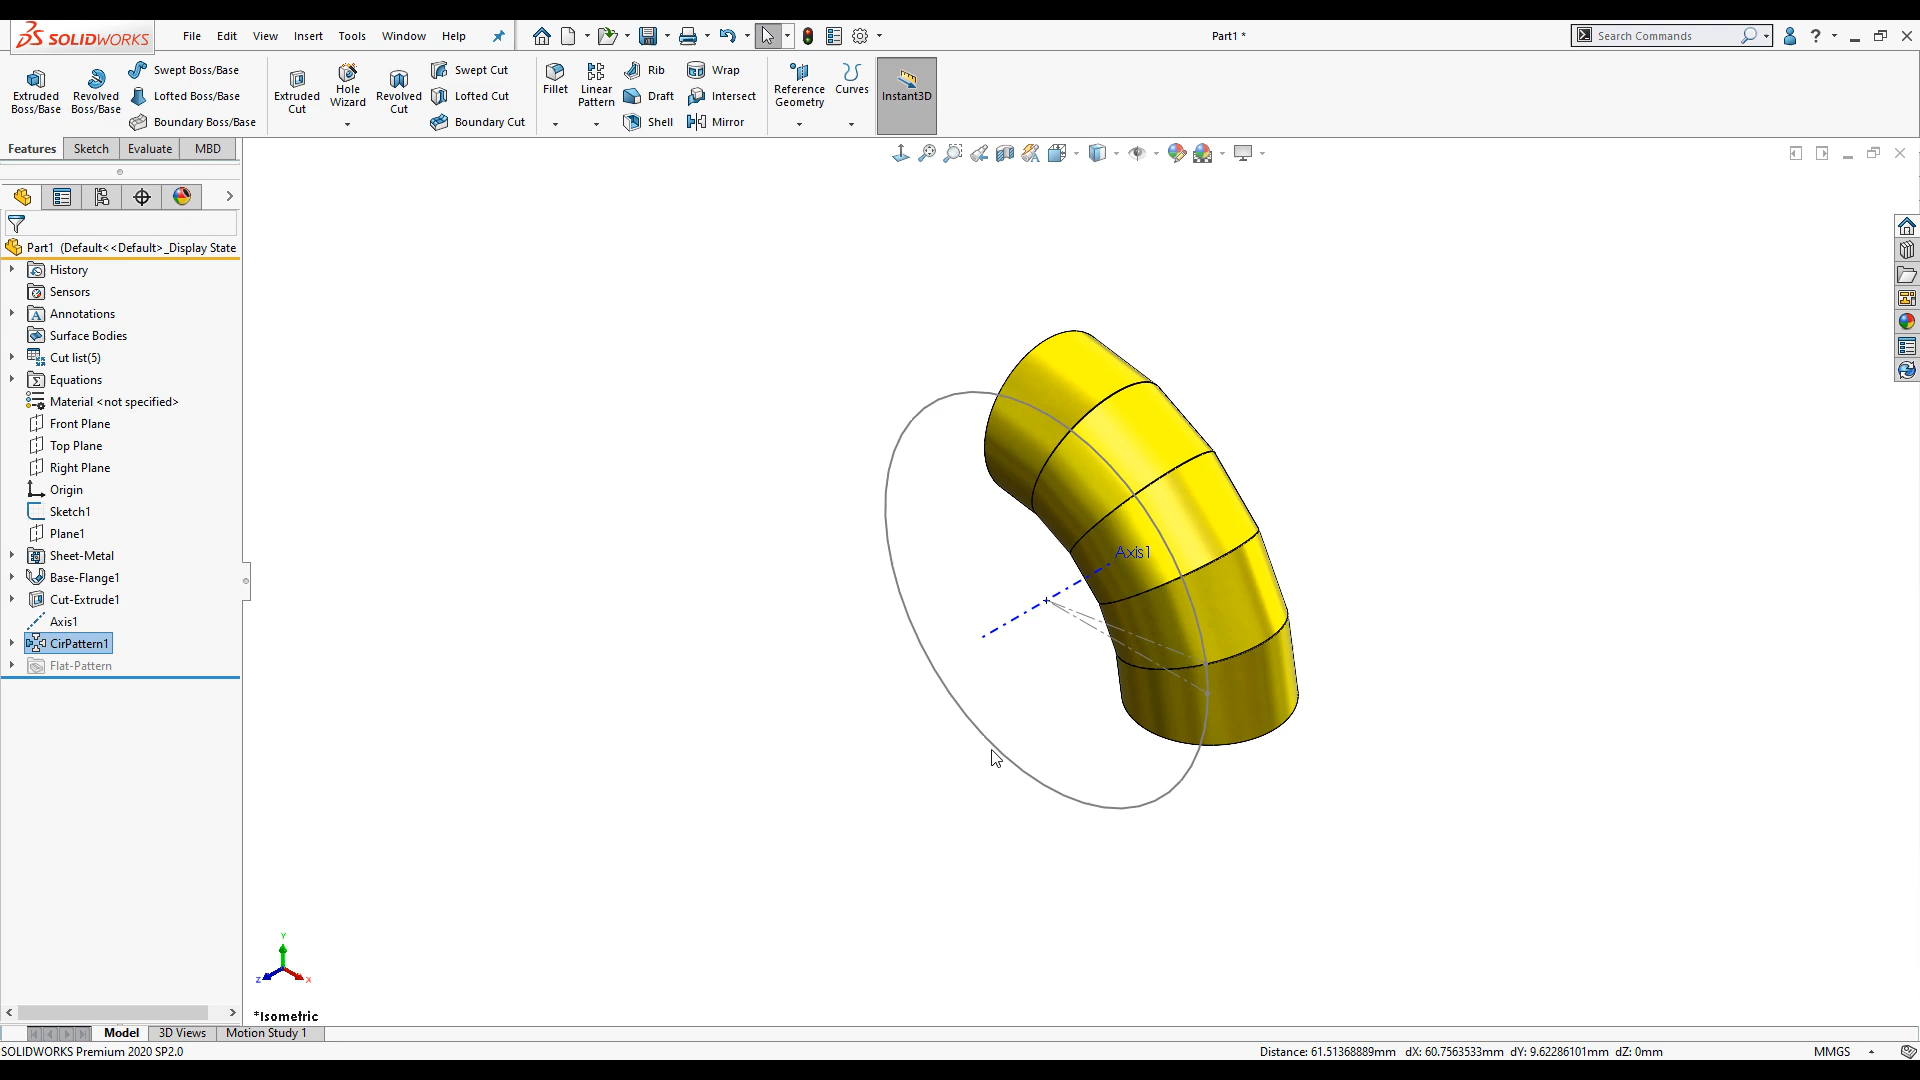 SOLIDWORKS File Edit View Insert Tools Window Help Part1 * Search Commands
Extruded Boss/Base
Revolved Boss/Base
Swept Boss/Base
Lofted Boss/Base
Boundary Boss/Base
Extruded Cut
Hole Wizard
Revolved Cut
Swept Cut
Lofted Cut
Boundary Cut
Fillet
Linear Pattern
Rib
Draft
Shell
Wrap
Intersect
Mirror
Reference Geometry
Curves
Instant3D
Features Sketch Evaluate MBD
Part1 (Default<<Default>_Display State
History
Sensors
Annotations
Surface Bodies
Cut list(5)
Equations
Material <not specified>
Front Plane
Top Plane
Right Plane
Origin
Sketch1
Plane1
Sheet-Metal
Base-Flange1
Cut-Extrude1
Axis1
CirPattern1
Flat-Pattern
Axis1
Y
Z
X
*Isometric
Model 3D Views Motion Study 1
SOLIDWORKS Premium 2020 SP2.0 Distance: 61.51368889mm dX: 60.7563533mm dY: 9.62286101mm dZ: 0mm MMGS